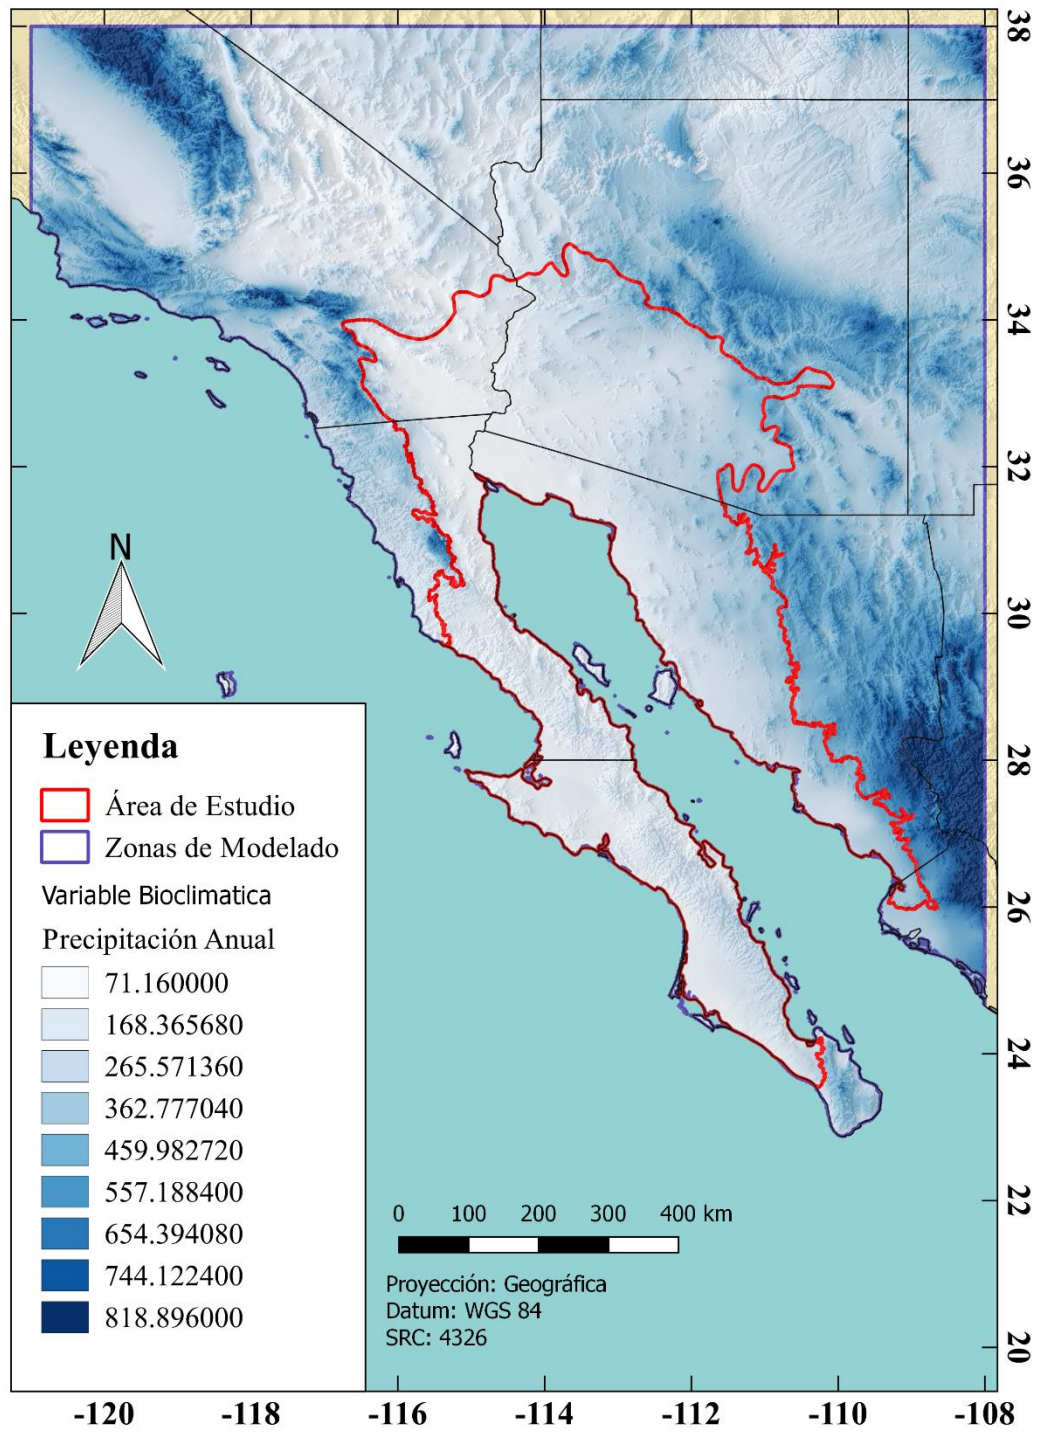 38
36
34
32
30
28
26
24
22
20
N
Leyenda
Área de Estudio
Zonas de Modelado
Variable Bioclimatica
Precipitación Anual
71.160000
168.365680
265.571360
362.777040
459.982720
557.188400
654.394080
744.122400
818.896000
0 100 200 300 400 km
Proyección: Geográfica
Datum: WGS 84
SRC: 4326
-120 -118 -116 -114 -112 -110 -108